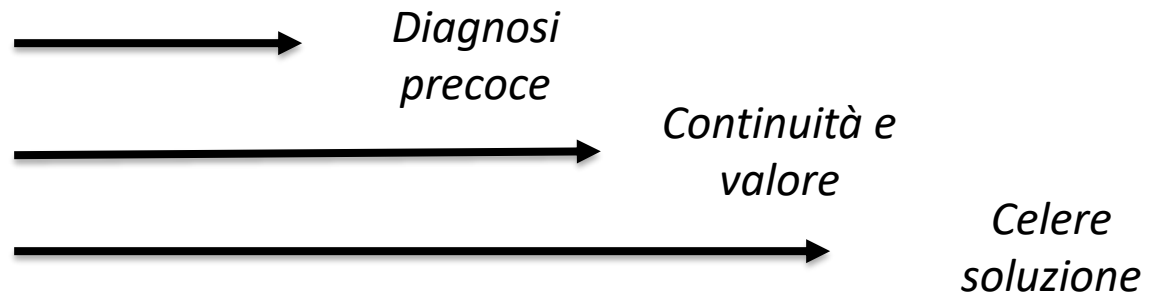 Diagnosi
precoce
Continuità e
valore
Celere
soluzione